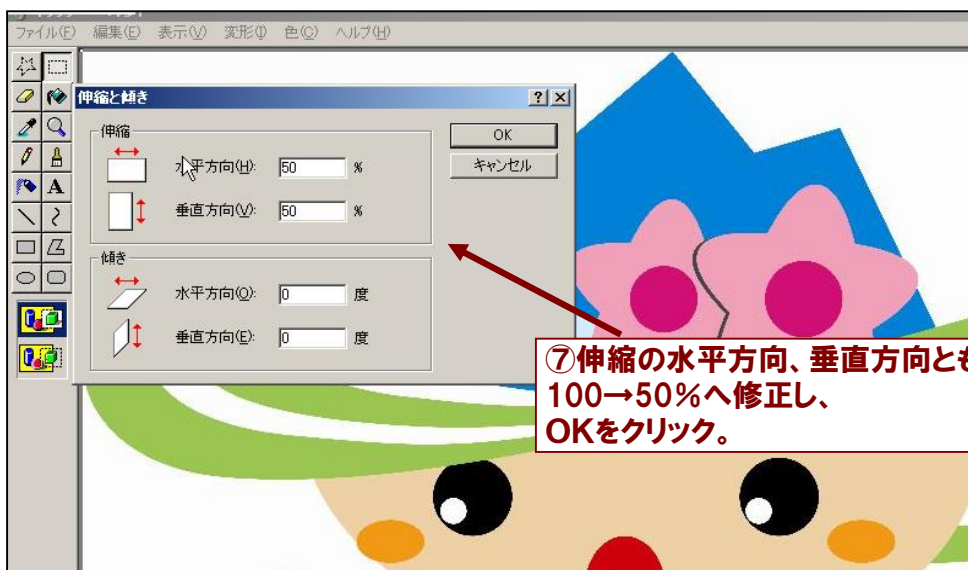 ファイル(F) 編集(E) 表示(V) 変形(I) 色(C) ヘルプ(H)
伸縮と傾き
伸縮
水平方向(H): 50 %
垂直方向(V): 50 %
OK
キャンセル
傾き
水平方向(O): 0 度
垂直方向(E): 0 度
A
⑦伸縮の水平方向、垂直方向とも
100→50%へ修正し、
OKをクリック。